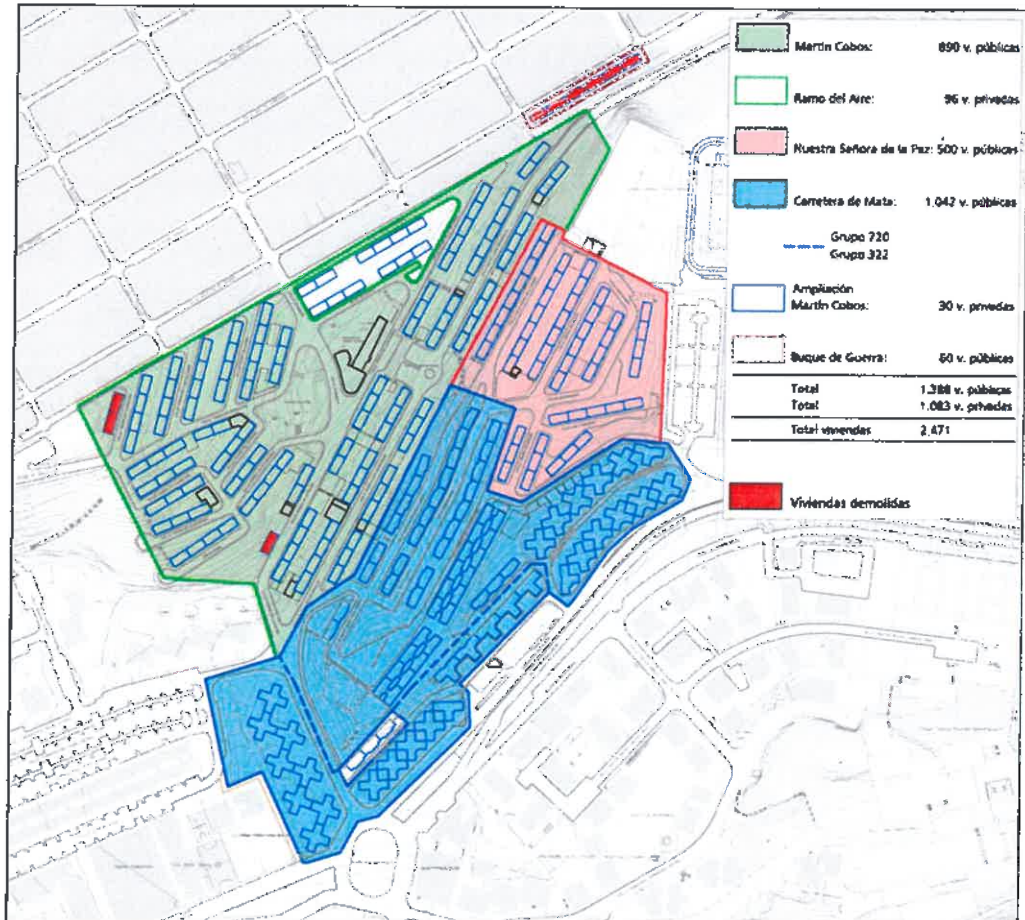 Martín Cobos: 890 v. públicas
Ramo del Aire: 96 v. privadas
Nuestra Señora de la Paz: 500 v. públicas
Carretera de Mata: 1.042 v. públicas
Grupo 720
Grupo 322
Ampliación
Martín Cobos: 30 v. privadas
Buque de Guerra: 60 v. públicas
Total 1.388 v. públicas
Total 1.083 v. privadas
Total viviendas 2.471
Viviendas demolidas